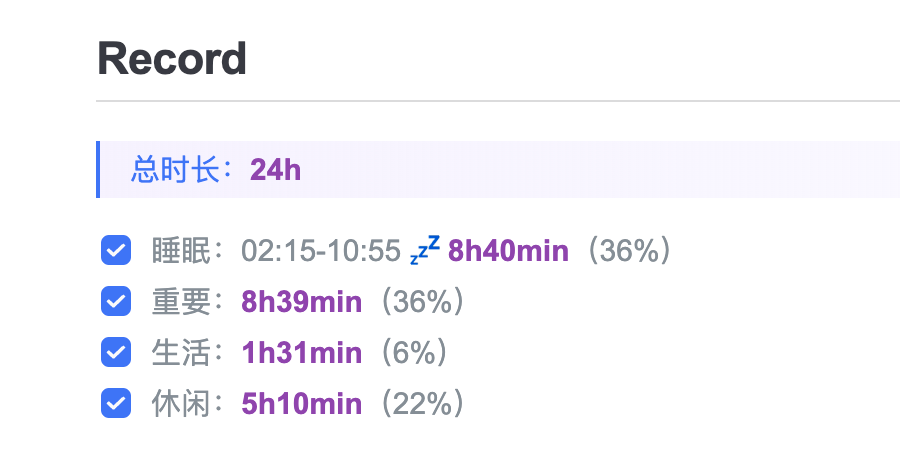 Record
总时长：24h
睡眠：02:15-10:55 💤 8h40min（36%）
重要：8h39min（36%）
生活：1h31min（6%）
休闲：5h10min（22%）